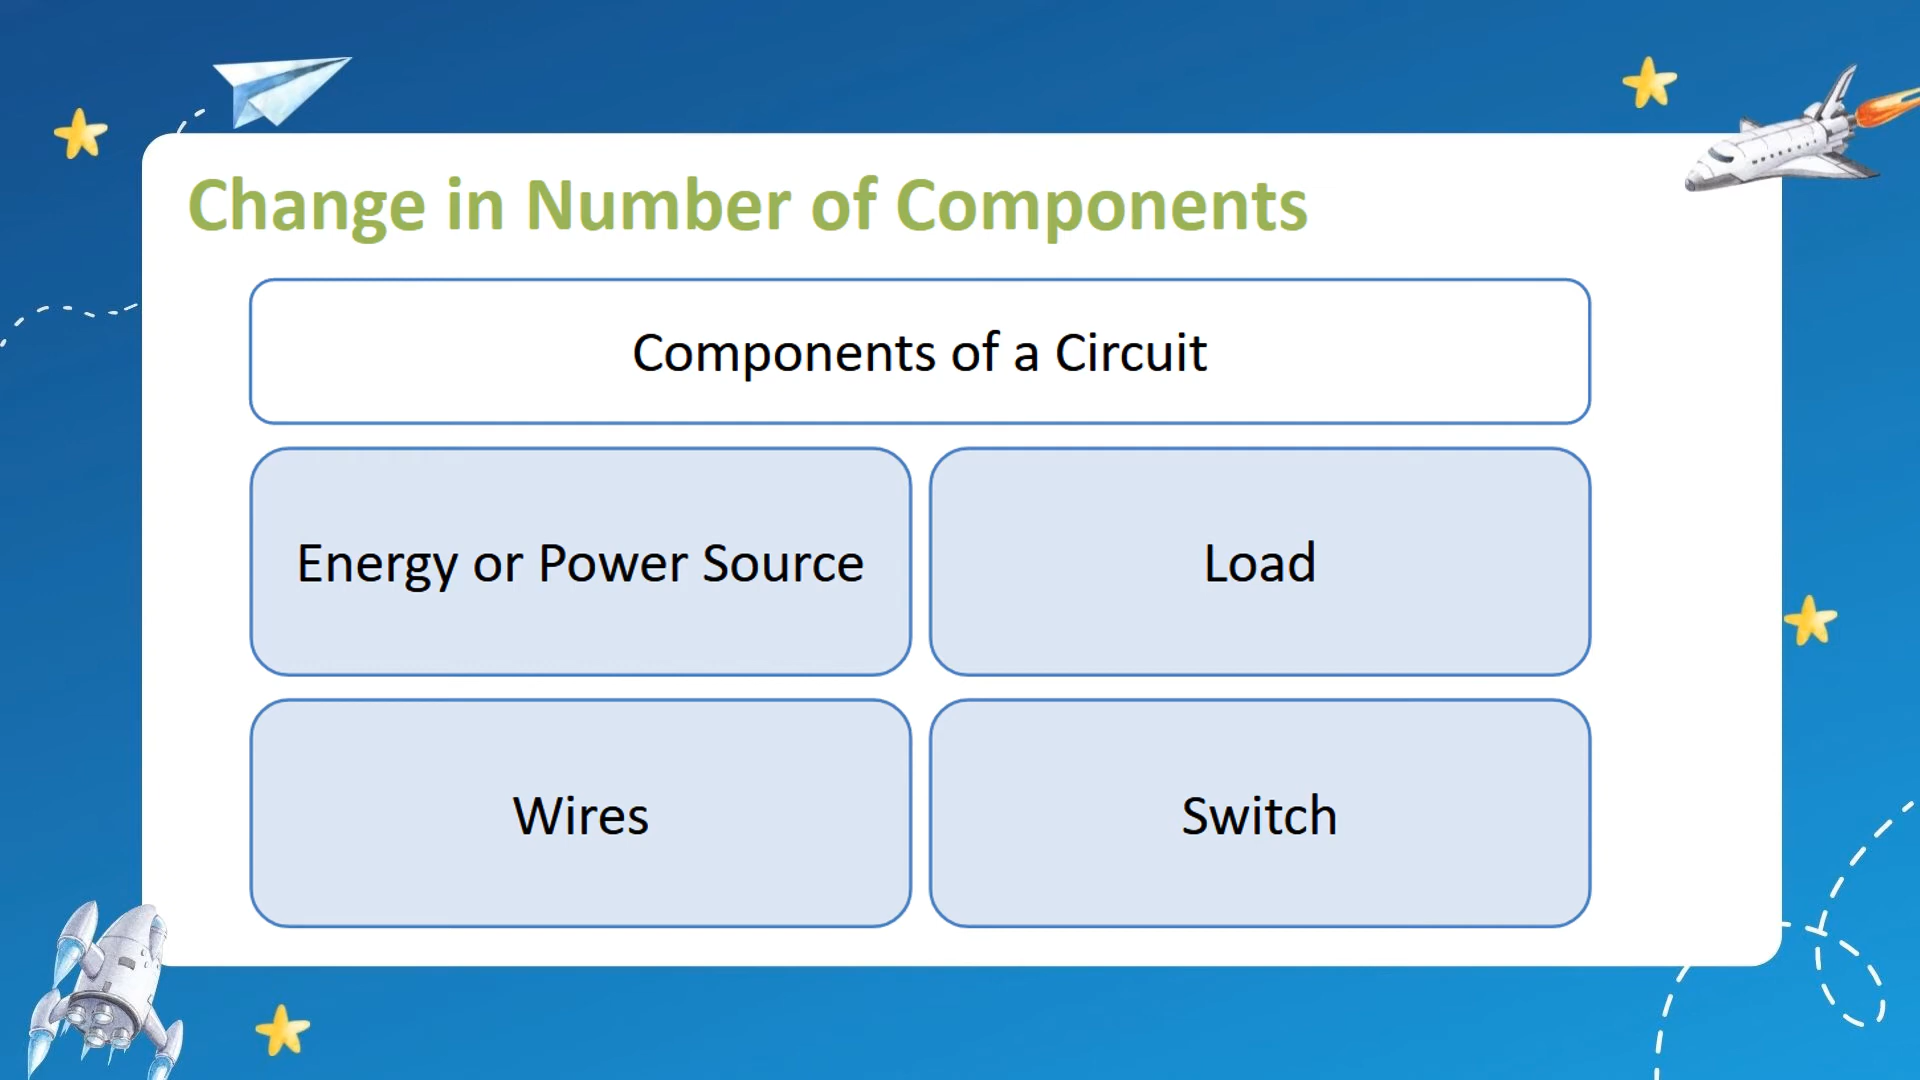 Change in Number of Components
Components of a Circuit
Energy or Power Source
Load
Wires
Switch